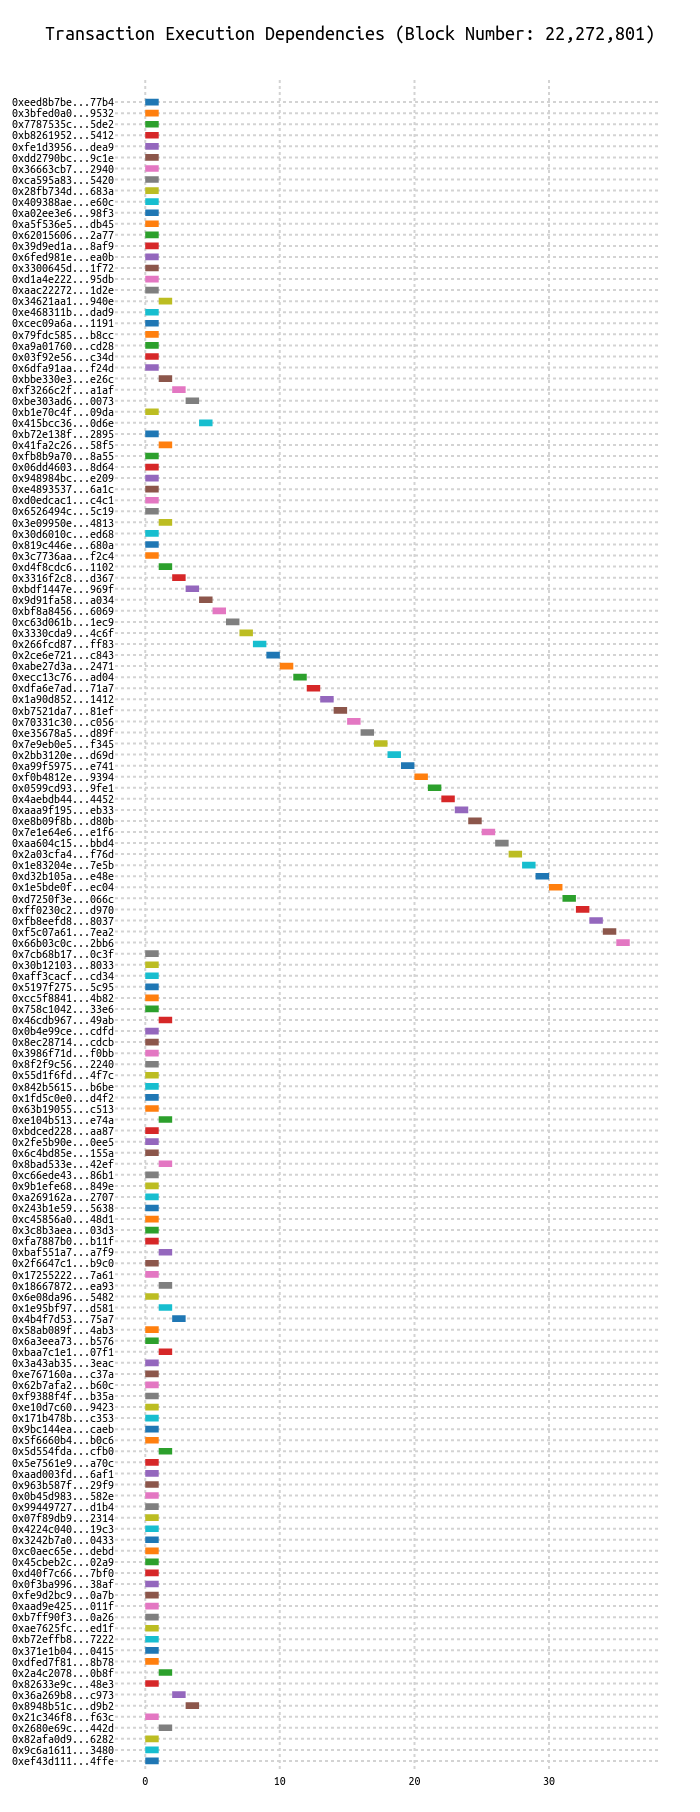 Transaction Execution Dependencies (Block Number: 22,272,801)
0xeed8b7be...77b4
0x3bfed0a0...9532
0x7787535c...5de2
0xb8261952...5412
0xfe1d3956...dea9
0xdd2790bc...9c1e
0x36663cb7...2940
0xca595a83...5420
0x28fb734d...683a
0x409388ae...e60c
0xa02ee3e6...98f3
0xa5f536e5...db45
0x62015606...2a77
0x39d9ed1a...8af9
0x6fed981e...ea0b
0x3300645d...1f72
0xd1a4e222...95db
0xaac22272...1d2e
0x34621aa1...940e
0xe468311b...dad9
0xcec09a6a...1191
0x79fdc585...b8cc
0xa9a01760...cd28
0x03f92e56...c34d
0x6dfa91aa...f24d
0xbbe330e3...e26c
0xf3266c2f...a1af
0xbe303ad6...0073
0xb1e70c4f...09da
0x415bcc36...0d6e
0xb72e138f...2895
0x41fa2c26...58f5
0xfb8b9a70...8a55
0x06dd4603...8d64
0x948984bc...e209
0xe4893537...6a1c
0xd0edcac1...c4c1
0x6526494c...5c19
0x3e09950e...4813
0x30d6010c...ed68
0x819c446e...680a
0x3c7736aa...f2c4
0xd4f8cdc6...1102
0x3316f2c8...d367
0xbdf1447e...969f
0x9d91fa58...a034
0xbf8a8456...6069
0xc63d061b...1ec9
0x3330cda9...4c6f
0x266fcd87...ff83
0x2ce6e721...c843
0xabe27d3a...2471
0xecc13c76...ad04
0xdfa6e7ad...71a7
0x1a90d852...1412
0xb7521da7...81ef
0x70331c30...c056
0xe35678a5...d89f
0x7e9eb0e5...f345
0x2bb3120e...d69d
0xa99f5975...e741
0xf0b4812e...9394
0x0599cd93...9fe1
0x4aebdb44...4452
0xaaa9f195...eb33
0xe8b09f8b...d80b
0x7e1e64e6...e1f6
0xaa604c15...bbd4
0x2a03cfa4...f76d
0x1e83204e...7e5b
0xd32b105a...e48e
0x1e5bde0f...ec04
0xd7250f3e...066c
0xff0230c2...d970
0xfb8eefd8...8037
0xf5c07a61...7ea2
0x66b03c0c...2bb6
0x7cb68b17...0c3f
0x30b12103...8033
0xaff3cacf...cd34
0x5197f275...5c95
0xcc5f8841...4b82
0x758c1042...33e6
0x46cdb967...49ab
0x0b4e99ce...cdfd
0x8ec28714...cdcb
0x3986f71d...f0bb
0x8f2f9c56...2240
0x55d1f6fd...4f7c
0x842b5615...b6be
0x1fd5c0e0...d4f2
0x63b19055...c513
0xe104b513...e74a
0xbdced228...aa87
0x2fe5b90e...0ee5
0x6c4bd85e...155a
0x8bad533e...42ef
0xc66ede43...86b1
0x9b1efe68...849e
0xa269162a...2707
0x243b1e59...5638
0xc45856a0...48d1
0x3c8b3aea...03d3
0xfa7887b0...b11f
0xbaf551a7...a7f9
0x2f6647c1...b9c0
0x17255222...7a61
0x18667872...ea93
0x6e08da96...5482
0x1e95bf97...d581
0x4b4f7d53...75a7
0x58ab089f...4ab3
0x6a3eea73...b576
0xbaa7c1e1...07f1
0x3a43ab35...3eac
0xe767160a...c37a
0x62b7afa2...b60c
0xf9388f4f...b35a
0xe10d7c60...9423
0x171b478b...c353
0x9bc144ea...caeb
0x5f6660b4...b0c6
0x5d554fda...cfb0
0x5e7561e9...a70c
0xaad003fd...6af1
0x963b587f...29f9
0x0b45d983...582e
0x99449727...d1b4
0x07f89db9...2314
0x4224c040...19c3
0x3242b7a0...0433
0xc0aec65e...debd
0x45cbeb2c...02a9
0xd40f7c66...7bf0
0x0f3ba996...38af
0xfe9d2bc9...0a7b
0xaad9e425...011f
0xb7ff90f3...0a26
0xae7625fc...ed1f
0xb72effb8...7222
0x371e1b04...0415
0xdfed7f81...8b78
0x2a4c2078...0b8f
0x82633e9c...48e3
0x36a269b8...c973
0x8948b51c...d9b2
0x21c346f8...f63c
0x2680e69c...442d
0x82afa0d9...6282
0x9c6a1611...3480
0xef43d111...4ffe
0 10 20 30